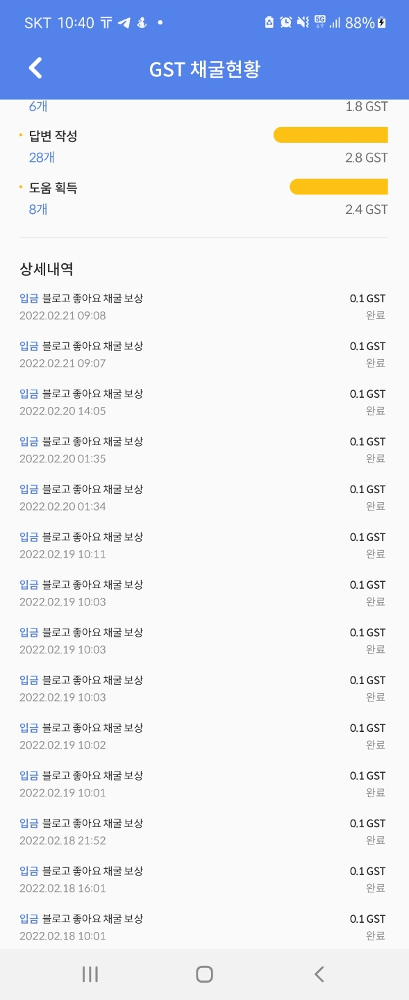 SKT 10:40 88%
GST 채굴현황
6개 1.8 GST
답변 작성
28개 2.8 GST
도움 획득
8개 2.4 GST
상세내역
입금 블로고 좋아요 채굴 보상 0.1 GST
2022.02.21 09:08 완료
입금 블로고 좋아요 채굴 보상 0.1 GST
2022.02.21 09:07 완료
입금 블로고 좋아요 채굴 보상 0.1 GST
2022.02.20 14:05 완료
입금 블로고 좋아요 채굴 보상 0.1 GST
2022.02.20 01:35 완료
입금 블로고 좋아요 채굴 보상 0.1 GST
2022.02.20 01:34 완료
입금 블로고 좋아요 채굴 보상 0.1 GST
2022.02.19 10:11 완료
입금 블로고 좋아요 채굴 보상 0.1 GST
2022.02.19 10:03 완료
입금 블로고 좋아요 채굴 보상 0.1 GST
2022.02.19 10:03 완료
입금 블로고 좋아요 채굴 보상 0.1 GST
2022.02.19 10:03 완료
입금 블로고 좋아요 채굴 보상 0.1 GST
2022.02.19 10:02 완료
입금 블로고 좋아요 채굴 보상 0.1 GST
2022.02.19 10:01 완료
입금 블로고 좋아요 채굴 보상 0.1 GST
2022.02.18 21:52 완료
입금 블로고 좋아요 채굴 보상 0.1 GST
2022.02.18 16:01 완료
입금 블로고 좋아요 채굴 보상 0.1 GST
2022.02.18 10:01 완료